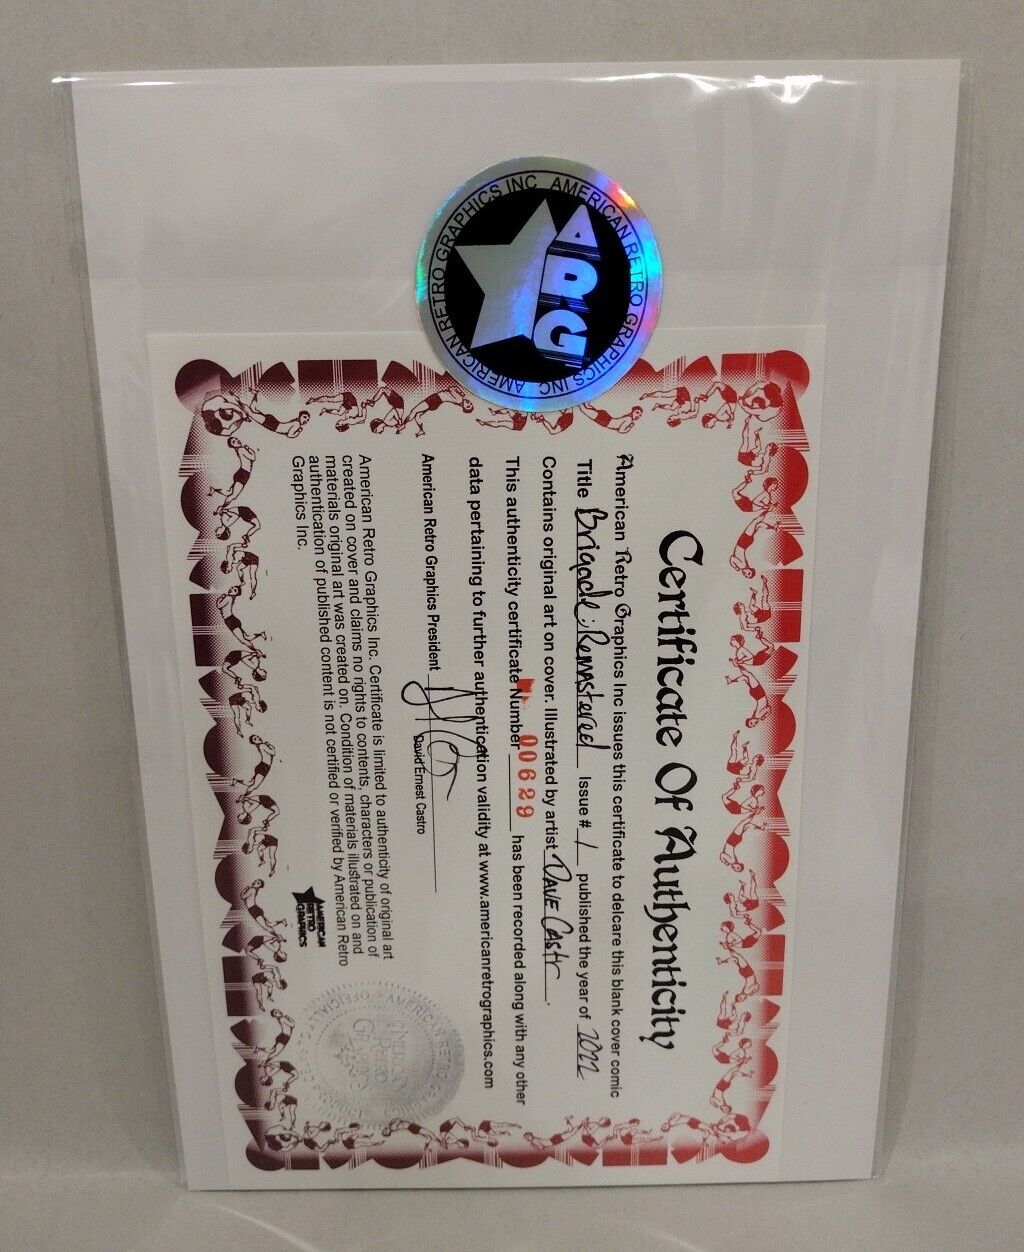 AMERICAN RETRO GRAPHICS INC. AMERICAN RETRO GRAPHICS INC.
ARG
Certificate Of Authenticity
American Retro Graphics Inc issues this certificate to delcare this blank cover comic
Title Brigade: Remastered Issue # 1 published the year of 2022
Contains original art on cover. Illustrated by artist Dave Castr.
This authenticity certificate Number 00629 has been recorded along with any other
data pertaining to further authentication validity at www.americanretrographics.com
American Retro Graphics President
David Ernest Castro
American Retro Graphics Inc. Certificate is limited to authenticity of original art
created on cover and claims no rights to contents, characters or publication of
materials original art was created on. Condition of materials illustrated on and
authentication of published content is not certified or verified by American Retro
Graphics Inc.
AMERICAN
RETRO
GRAPHICS